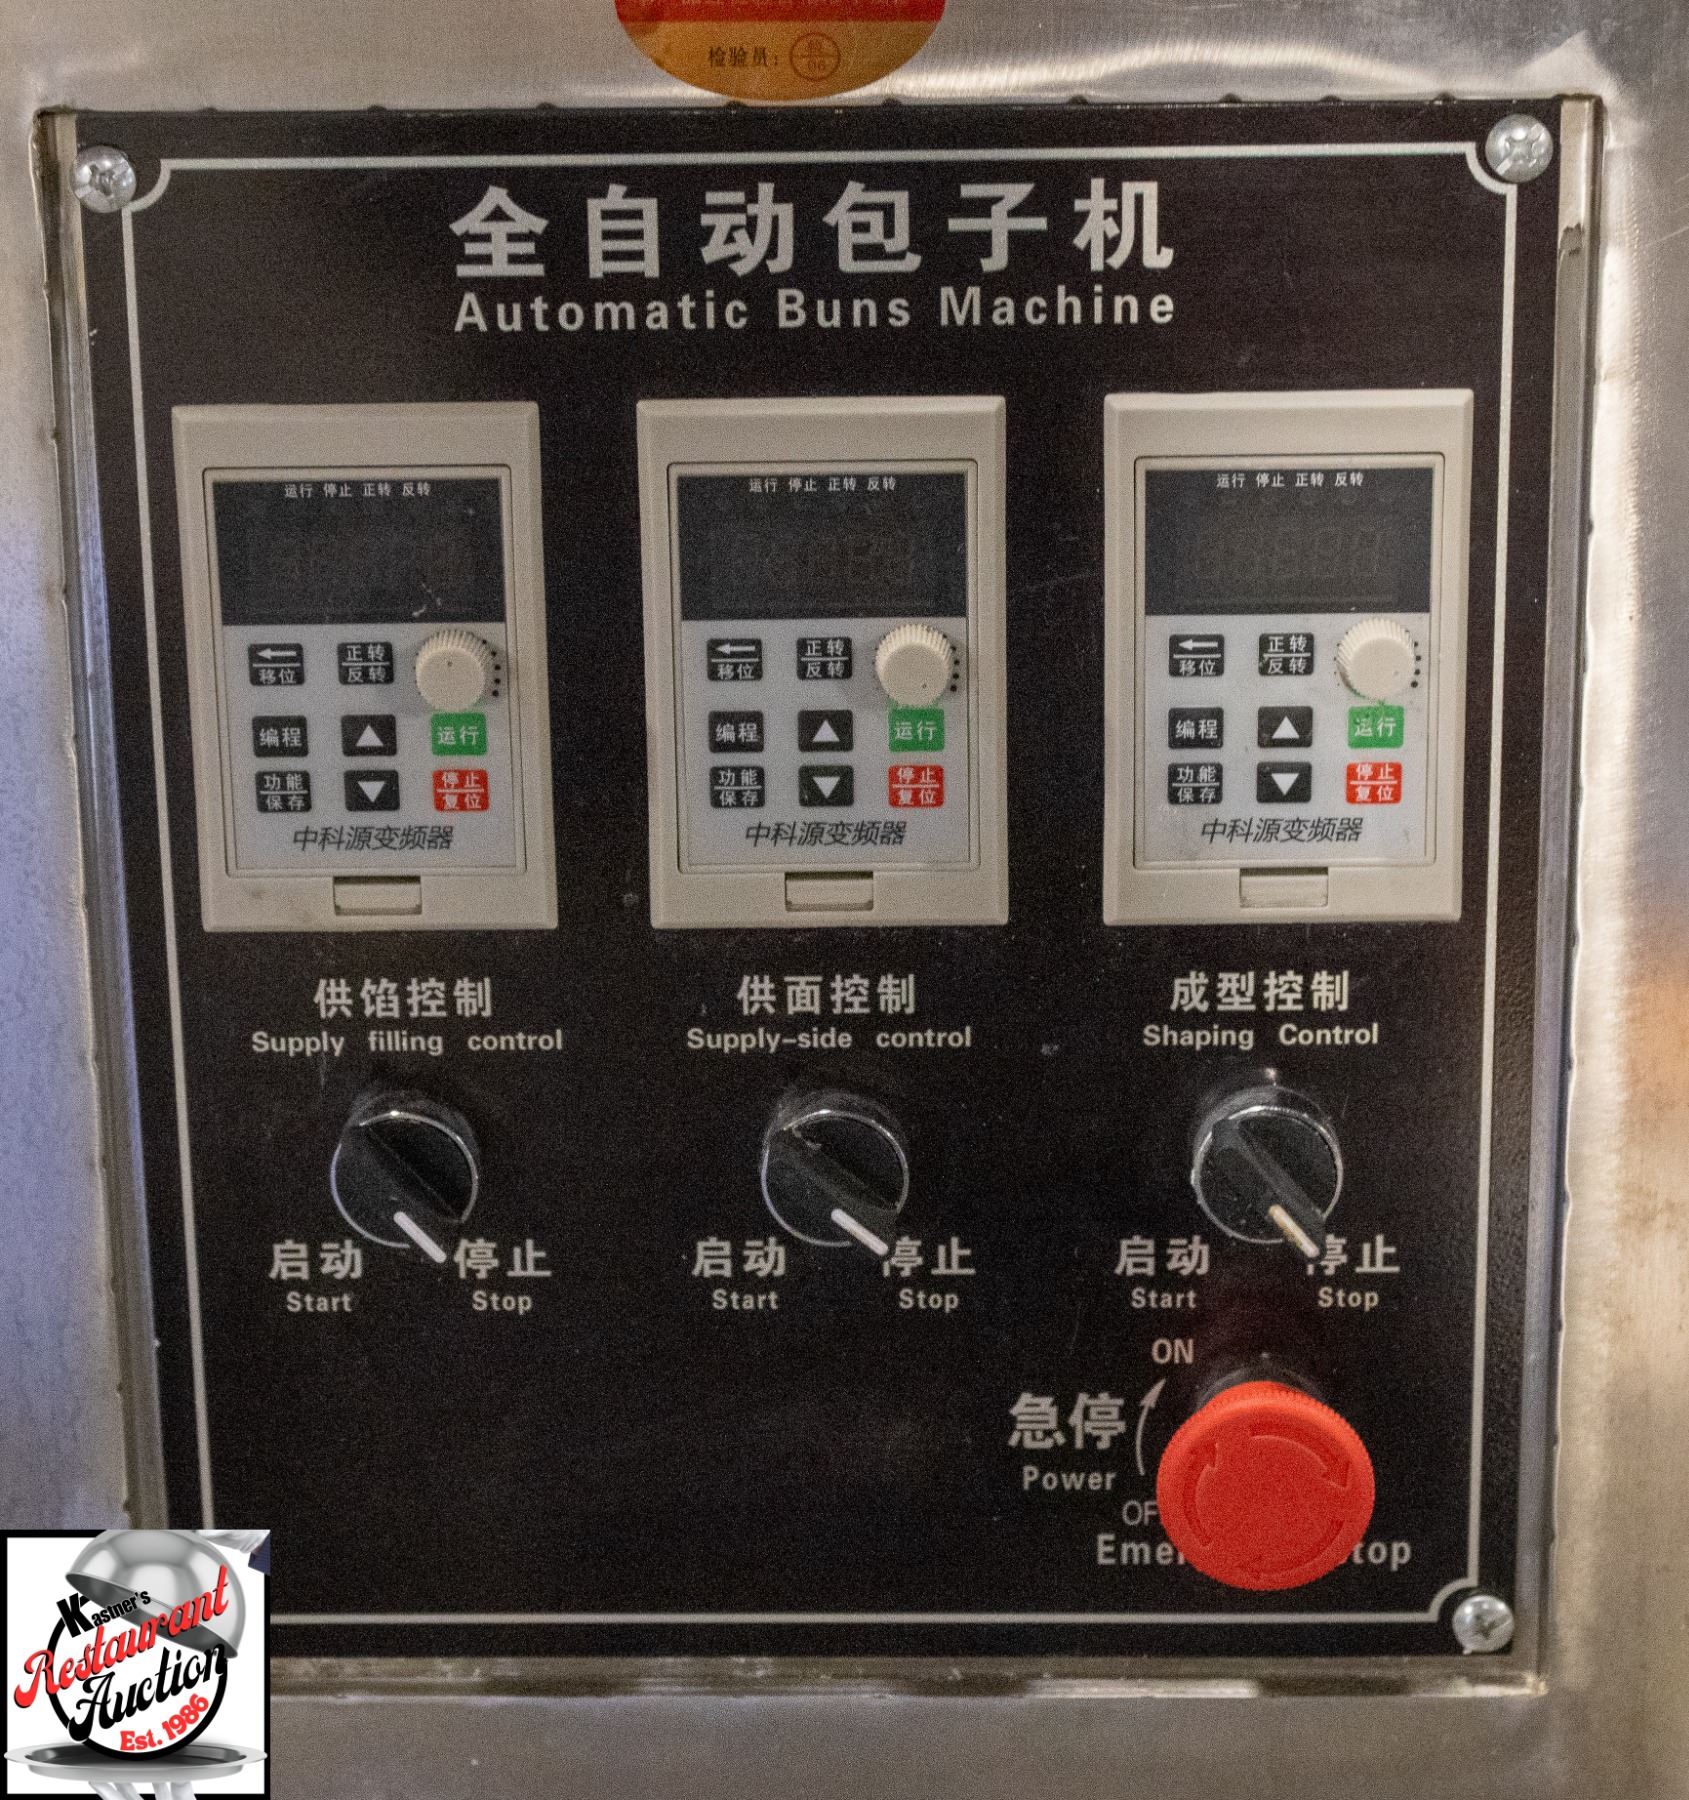 检验员:
全自动包子机
Automatic Buns Machine
运行 停止 正转 反转
移位
正转
反转
编程
运行
功能
保存
停止
复位
中科源变频器
运行 停止 正转 反转
移位
正转
反转
编程
运行
功能
保存
停止
复位
中科源变频器
运行 停止 正转 反转
移位
正转
反转
编程
运行
功能
保存
停止
复位
中科源变频器
供馅控制
Supply filling control
供面控制
Supply-side control
成型控制
Shaping Control
启动 停止
Start Stop
启动 停止
Start Stop
启动 停止
Start Stop
ON
急停
Power
OF
Emer top
Kastner's
Restaurant
Auction
Est. 1986